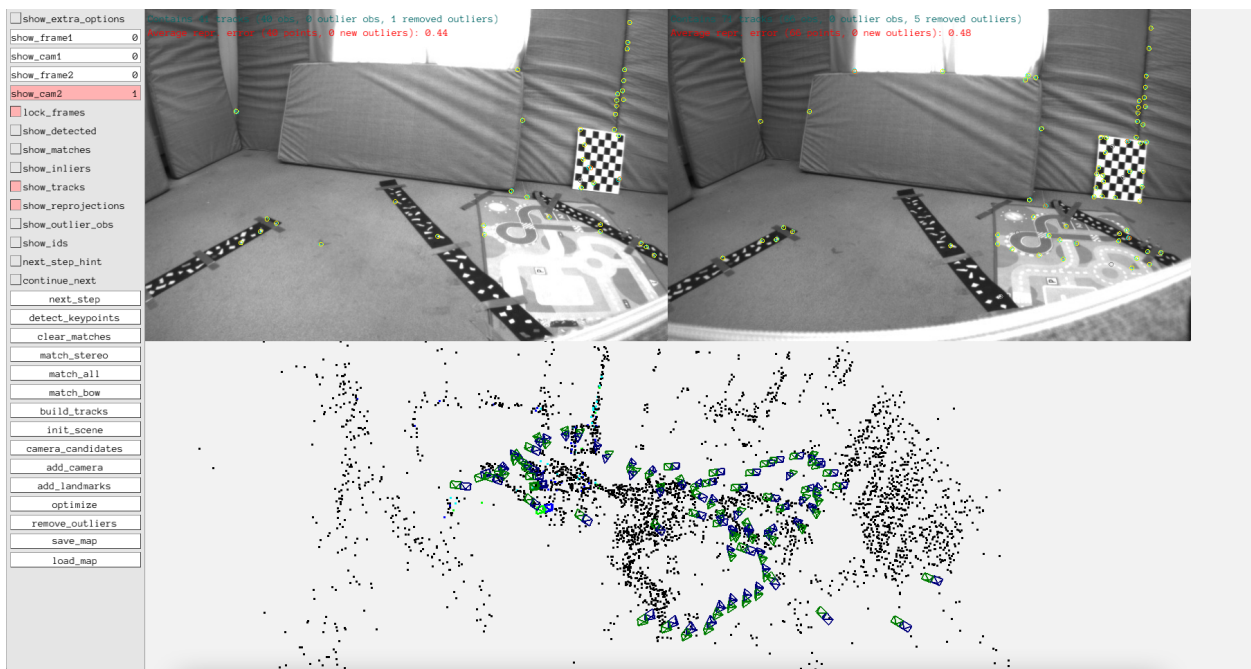 show_extra_options
show_frame1 0
show_cam1 0
show_frame2 0
show_cam2 1
lock_frames
show_detected
show_matches
show_inliers
show_tracks
show_reprojections
show_outlier_obs
show_ids
next_step_hint
continue_next
next_step
detect_keypoints
clear_matches
match_stereo
match_all
match_bow
build_tracks
init_scene
camera_candidates
add_camera
add_landmarks
optimize
remove_outliers
save_map
load_map
obs, 0 outlier obs, 1 removed outliers)
points, 0 new outliers): 0.44
outlier obs, 5 removed outliers)
0 new outliers): 0.48